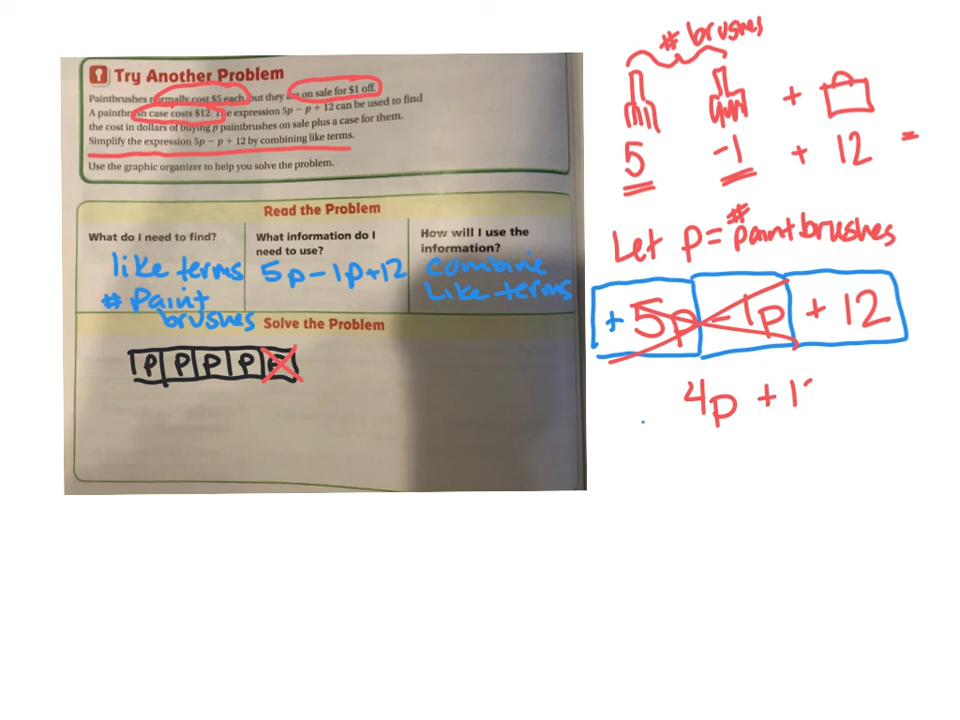 Try Another Problem
Paintbrushes normally cost $5 each, but they are on sale for $1 off.
A paintbrush case costs $12. The expression 5p − p + 12 can be used to find
the cost in dollars of buying p paintbrushes on sale plus a case for them.
Simplify the expression 5p − p + 12 by combining like terms.
Use the graphic organizer to help you solve the problem.
Read the Problem
What do I need to find?
like terms
# Paint
brushes
What information do I
need to use?
5p − 1p + 12
How will I use the
information?
combine
Like terms
Solve the Problem
P P P P
# brushes
+
5 -1 + 12 =
Let p = # paintbrushes
+ 5p − 1p + 12
4p + 1